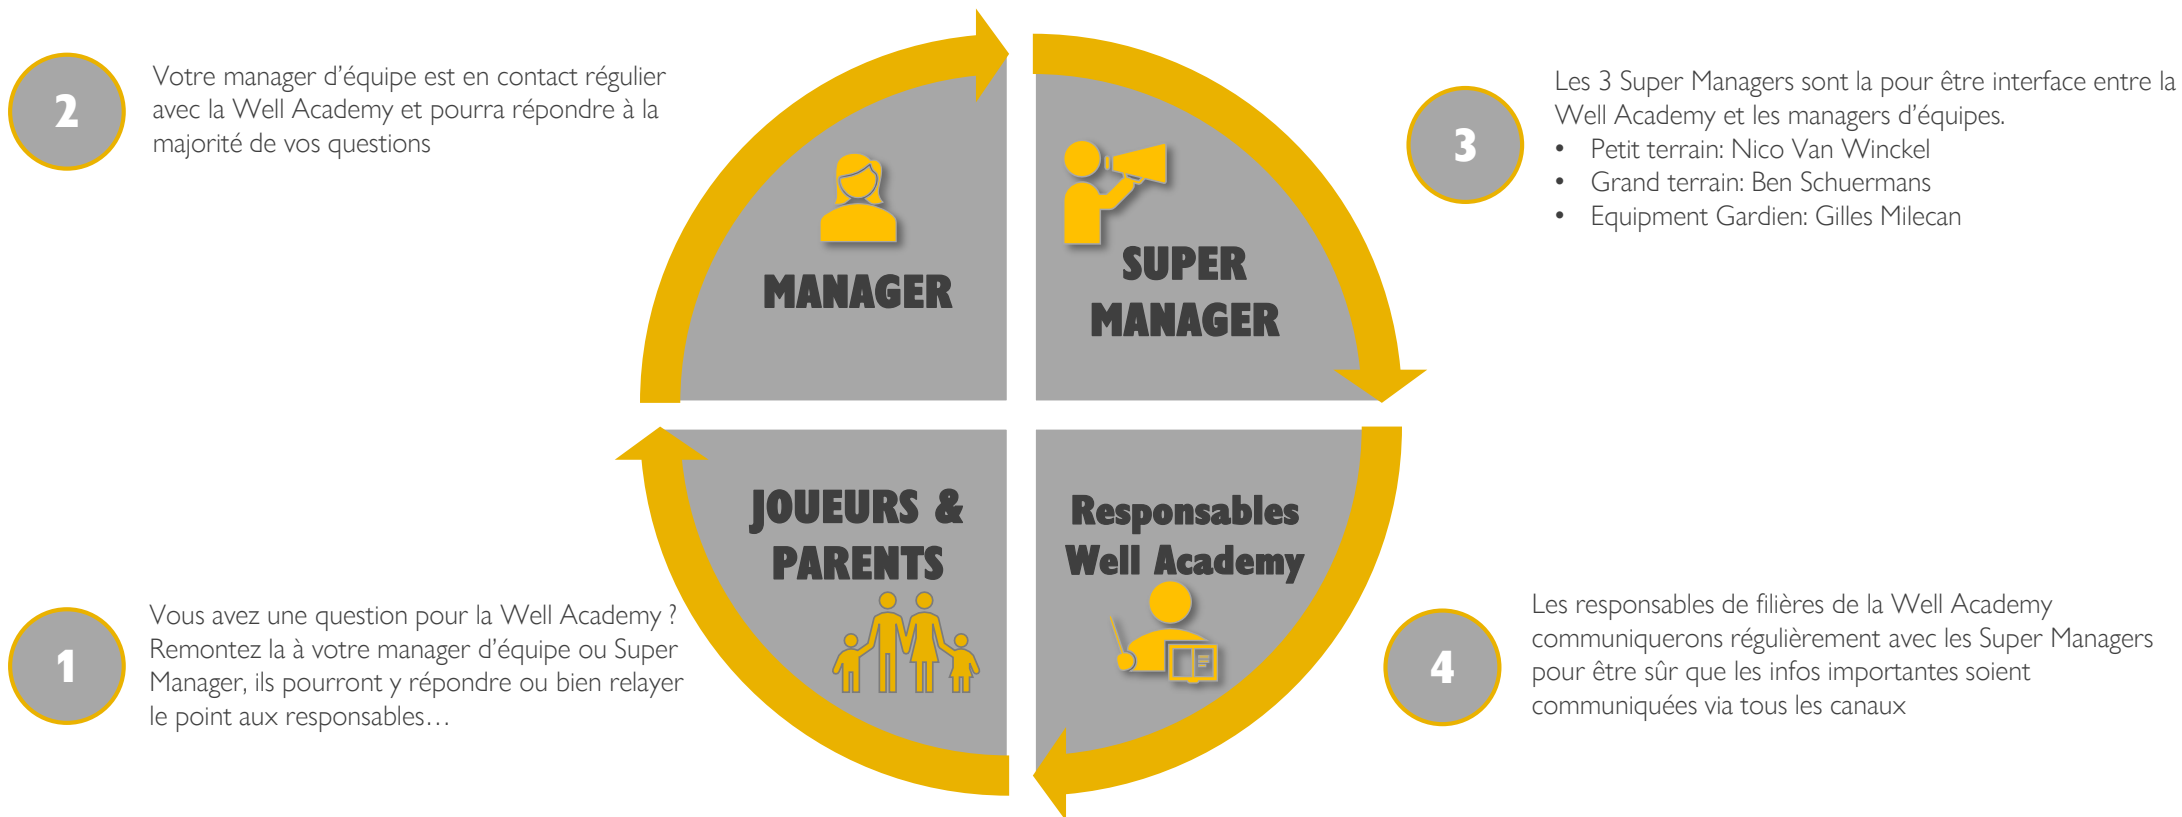 2
Votre manager d'équipe est en contact régulier
avec la Well Academy et pourra répondre à la
majorité de vos questions
MANAGER
SUPER
MANAGER
3
Les 3 Super Managers sont la pour être interface entre la
Well Academy et les managers d'équipes.
• Petit terrain: Nico Van Winckel
• Grand terrain: Ben Schuermans
• Equipment Gardien: Gilles Milecan
1
Vous avez une question pour la Well Academy ?
Remontez la à votre manager d'équipe ou Super
Manager, ils pourront y répondre ou bien relayer
le point aux responsables…
JOUEURS &
PARENTS
Responsables
Well Academy
4
Les responsables de filières de la Well Academy
communiquerons régulièrement avec les Super Managers
pour être sûr que les infos importantes soient
communiquées via tous les canaux